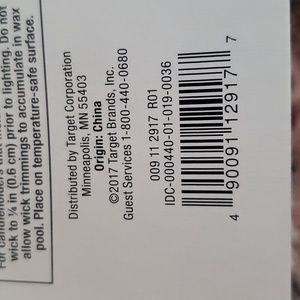 wick to ¼ in (0.6 cm) prior to lighting. Do not
allow wick trimmings to accumulate in wax
pool. Place on temperature-safe surface.
Distributed by Target Corporation
Minneapolis, MN 55403
Origin: China
©2017 Target Brands, Inc.
Guest Services 1-800-440-0680
009 11 2917 R01
IDC-000440-01-019-0036
4 90091 12917 7